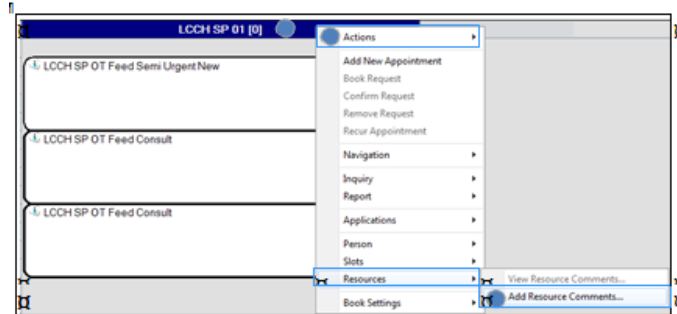 LCCH SP 01 [0]
LCCH SP OT Feed Semi Urgent New
LCCH SP OT Feed Consult
LCCH SP OT Feed Consult
Actions
Add New Appointment
Book Request
Confirm Request
Remove Request
Recur Appointment
Navigation
Inquiry
Report
Applications
Person
Slots
Resources
Book Settings
View Resource Comments...
Add Resource Comments...